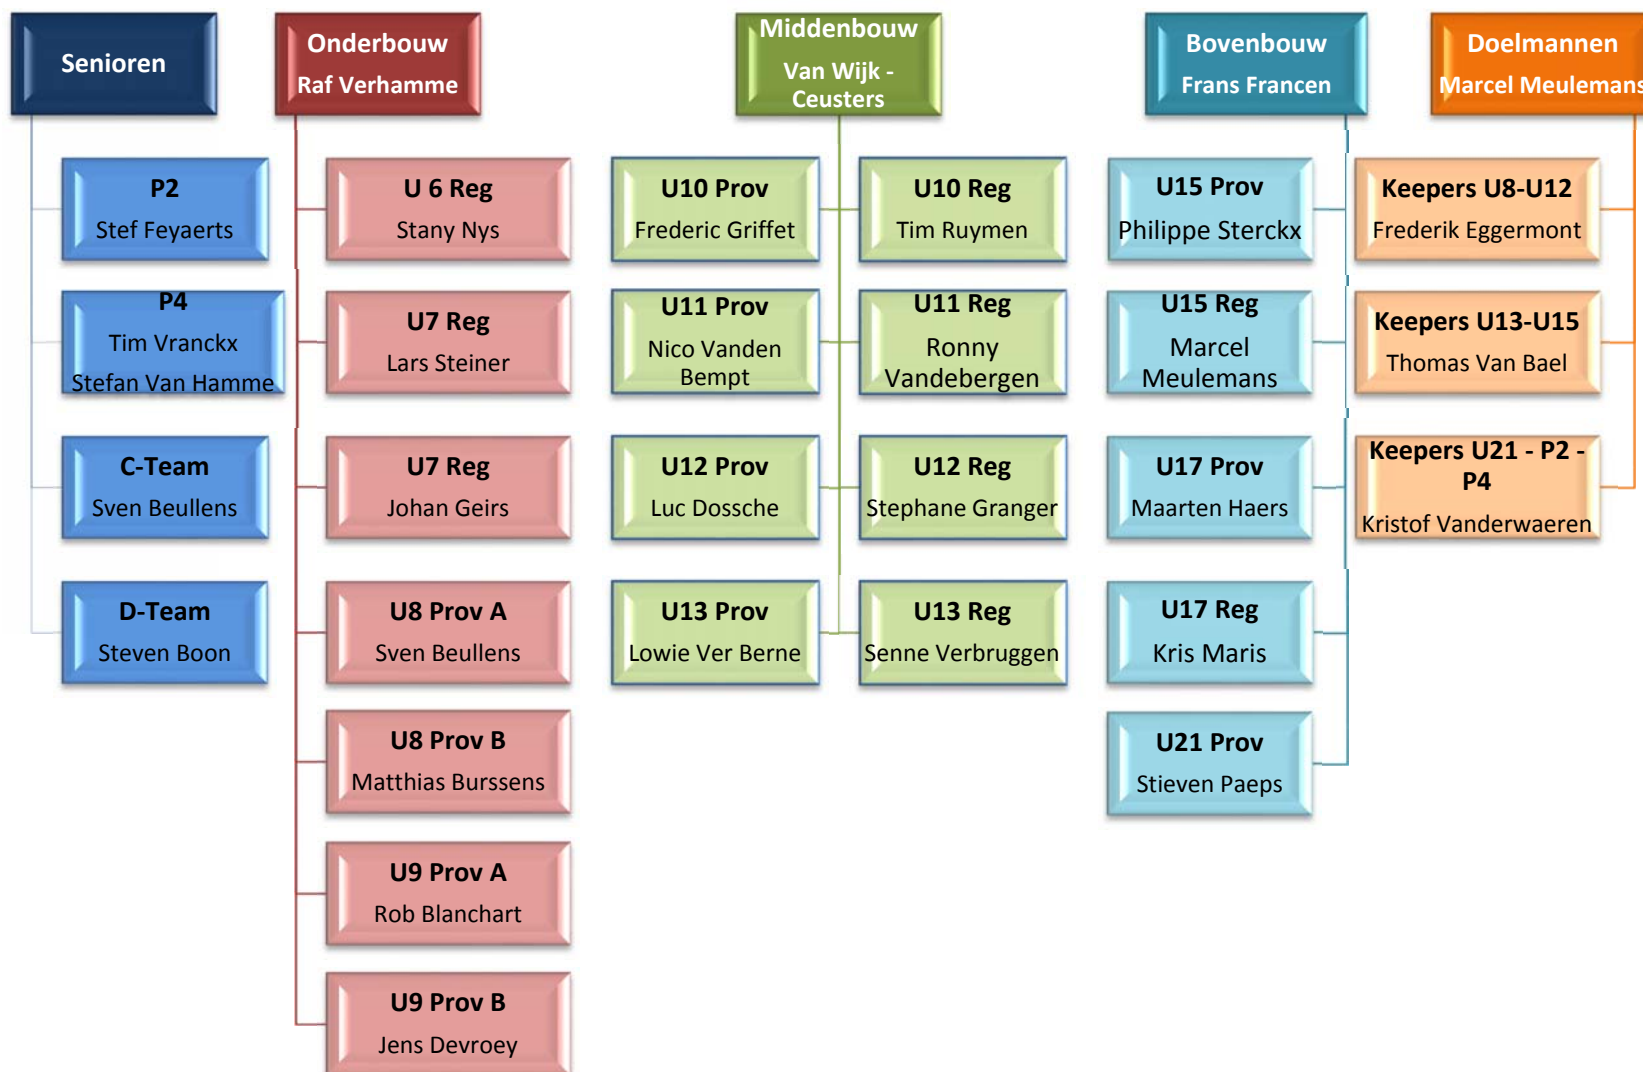 Senioren
Onderbouw
Raf Verhamme
Middenbouw
Van Wijk -
Ceusters
Bovenbouw
Frans Francen
Doelmannen
Marcel Meulemans
P2
Stef Feyaerts
P4
Tim Vranckx
Stefan Van Hamme
C-Team
Sven Beullens
D-Team
Steven Boon
U 6 Reg
Stany Nys
U7 Reg
Lars Steiner
U7 Reg
Johan Geirs
U8 Prov A
Sven Beullens
U8 Prov B
Matthias Burssens
U9 Prov A
Rob Blanchart
U9 Prov B
Jens Devroey
U10 Prov
Frederic Griffet
U10 Reg
Tim Ruymen
U11 Prov
Nico Vanden
Bempt
U11 Reg
Ronny
Vandebergen
U12 Prov
Luc Dossche
U12 Reg
Stephane Granger
U13 Prov
Lowie Ver Berne
U13 Reg
Senne Verbruggen
U15 Prov
Philippe Sterckx
U15 Reg
Marcel
Meulemans
U17 Prov
Maarten Haers
U17 Reg
Kris Maris
U21 Prov
Stieven Paeps
Keepers U8-U12
Frederik Eggermont
Keepers U13-U15
Thomas Van Bael
Keepers U21 - P2 -
P4
Kristof Vanderwaeren